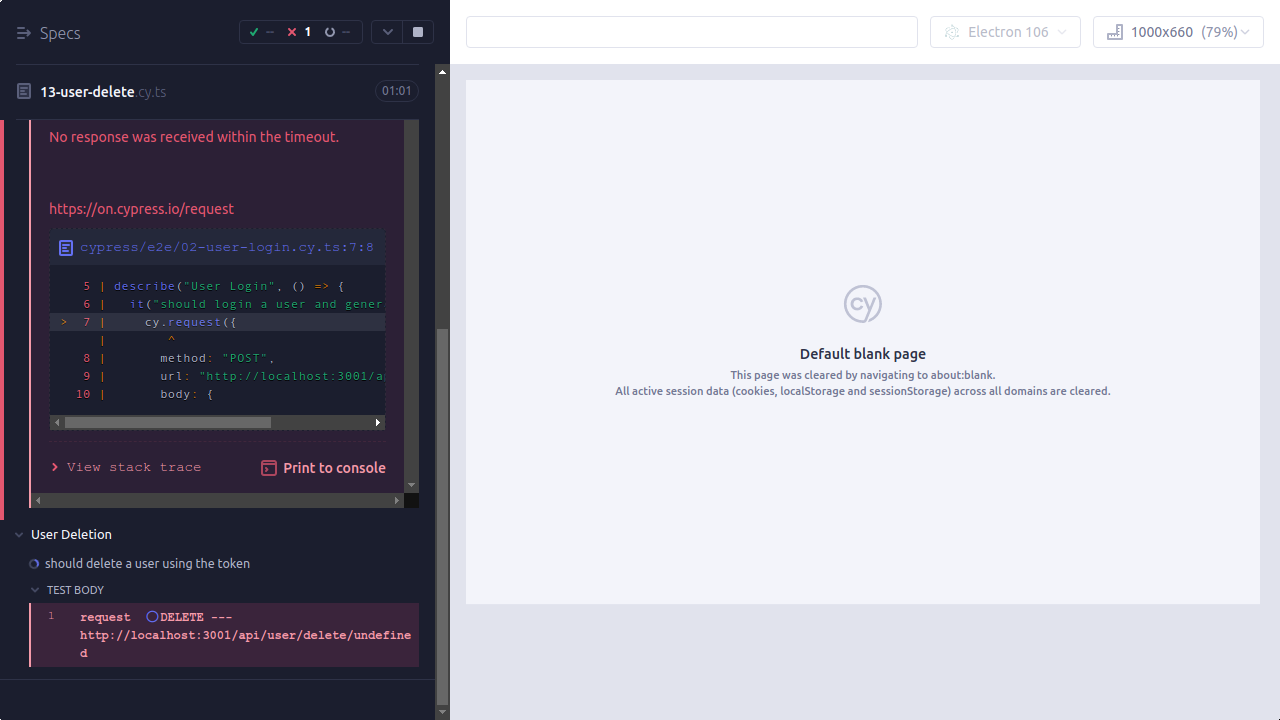 Specs
-- 1 --
Electron 106
1000x660 (79%)
13-user-delete.cy.ts
01:01
No response was received within the timeout.
https://on.cypress.io/request
cypress/e2e/02-user-login.cy.ts:7:8
5 | describe("User Login", () => {
6 | it("should login a user and gener
> 7 | cy.request({
| ^
8 | method: "POST",
9 | url: "http://localhost:3001/a
10 | body: {
View stack trace
Print to console
User Deletion
should delete a user using the token
TEST BODY
1 request DELETE ---
http://localhost:3001/api/user/delete/undefine
d
cy
Default blank page
This page was cleared by navigating to about:blank.
All active session data (cookies, localStorage and sessionStorage) across all domains are cleared.